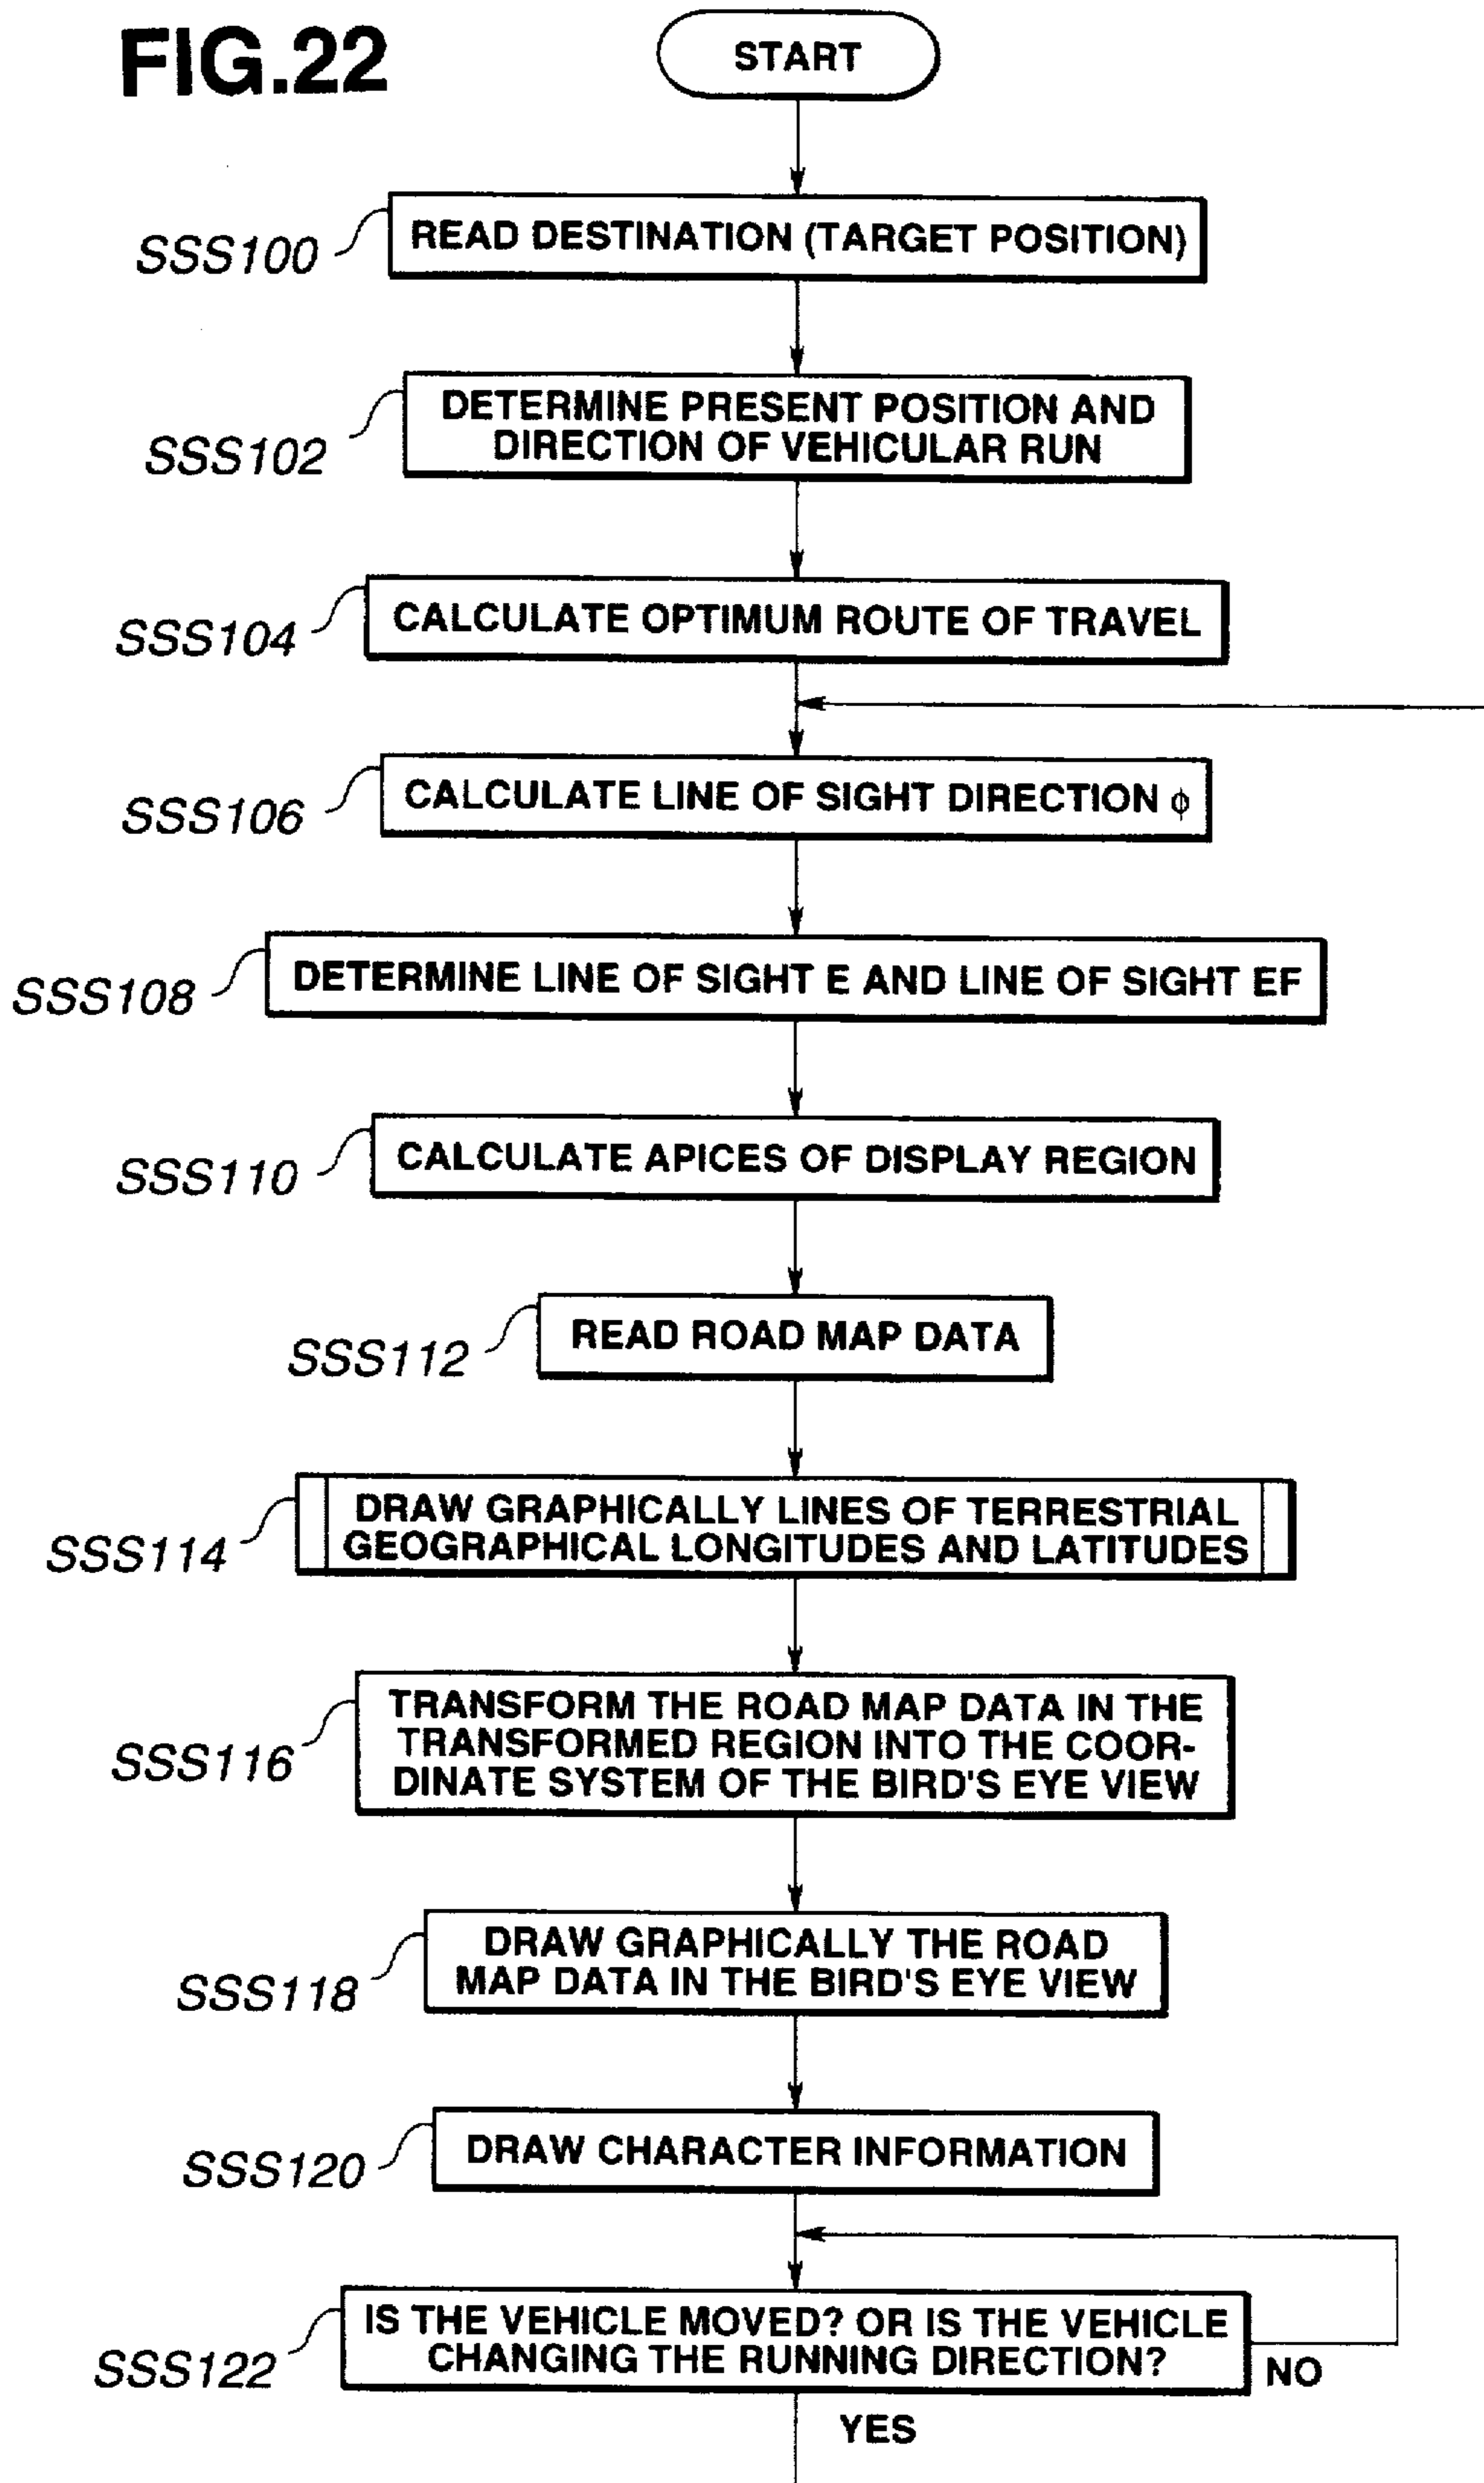 FIG.22
START
SSS100
READ DESTINATION (TARGET POSITION)
SSS102
DETERMINE PRESENT POSITION AND
DIRECTION OF VEHICULAR RUN
SSS104
CALCULATE OPTIMUM ROUTE OF TRAVEL
SSS106
CALCULATE LINE OF SIGHT DIRECTION ϕ
SSS108
DETERMINE LINE OF SIGHT E AND LINE OF SIGHT EF
SSS110
CALCULATE APICES OF DISPLAY REGION
SSS112
READ ROAD MAP DATA
SSS114
DRAW GRAPHICALLY LINES OF TERRESTRIAL
GEOGRAPHICAL LONGITUDES AND LATITUDES
SSS116
TRANSFORM THE ROAD MAP DATA IN THE
TRANSFORMED REGION INTO THE COOR-
DINATE SYSTEM OF THE BIRD'S EYE VIEW
SSS118
DRAW GRAPHICALLY THE ROAD
MAP DATA IN THE BIRD'S EYE VIEW
SSS120
DRAW CHARACTER INFORMATION
SSS122
IS THE VEHICLE MOVED? OR IS THE VEHICLE
CHANGING THE RUNNING DIRECTION?
NO
YES